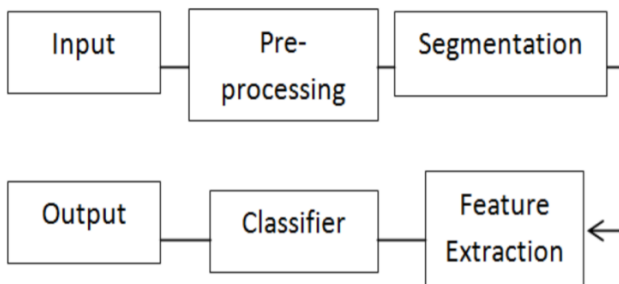 Input
Pre-
processing
Segmentation
Feature
Extraction
Classifier
Output